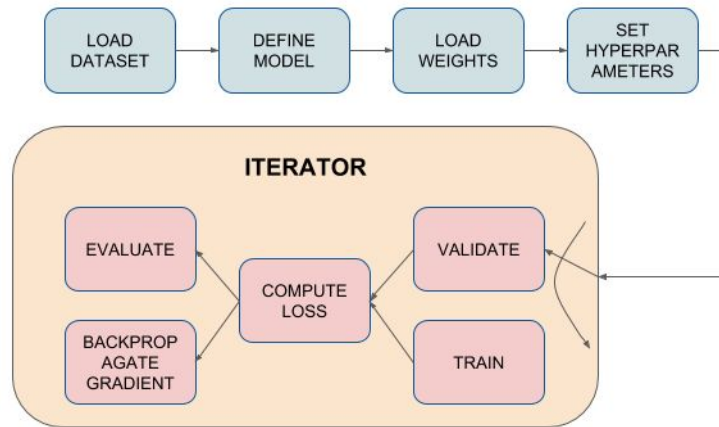 LOAD
DATASET
DEFINE
MODEL
LOAD
WEIGHTS
SET
HYPERPAR
AMETERS
ITERATOR
EVALUATE
VALIDATE
COMPUTE
LOSS
BACKPROP
AGATE
GRADIENT
TRAIN